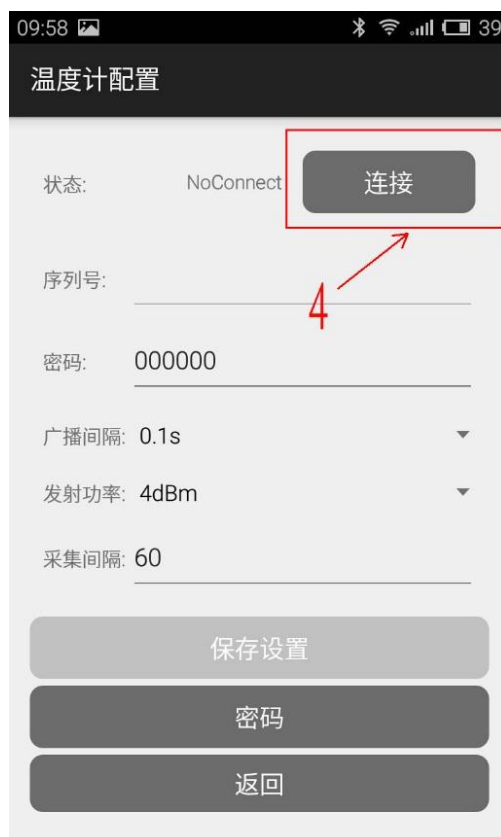 09:58 39
温度计配置
状态: NoConnect 连接
序列号:
4
密码: 000000
广播间隔: 0.1s
发射功率: 4dBm
采集间隔: 60
保存设置
密码
返回